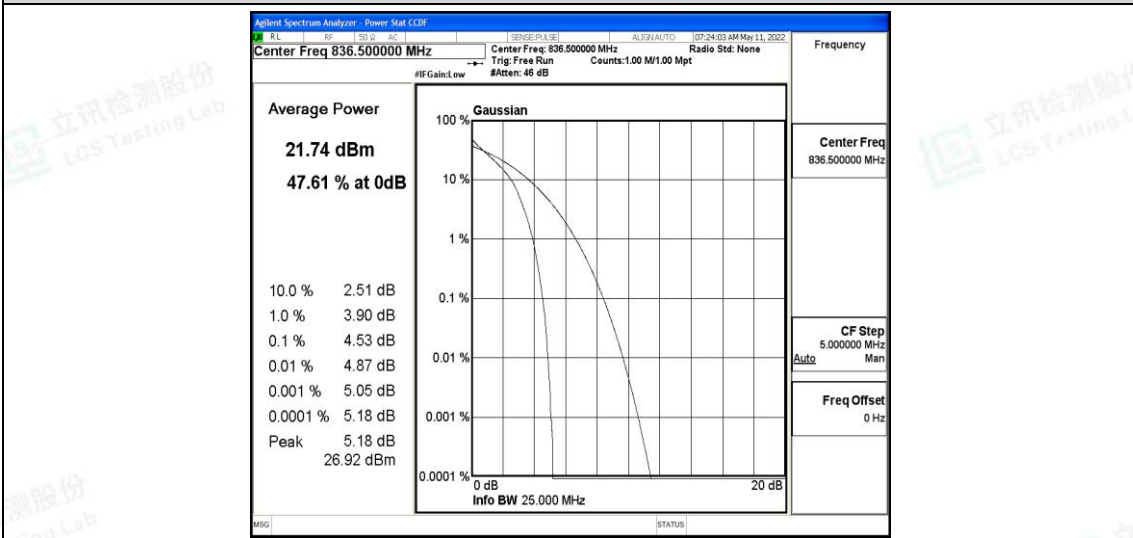 Agilent Spectrum Analyzer - Power Stat CCDF
RL RF 50 Ω AC SENSE:PULSE ALIGN AUTO 07:24:03 AM May 11, 2022
Center Freq 836.500000 MHz
Center Freq: 836.500000 MHz Radio Std: None
Trig: Free Run Counts:1.00 M/1.00 Mpt
#IFGain:Low #Atten: 46 dB
Frequency
Average Power
21.74 dBm
47.61 % at 0dB
10.0 % 2.51 dB
1.0 % 3.90 dB
0.1 % 4.53 dB
0.01 % 4.87 dB
0.001 % 5.05 dB
0.0001 % 5.18 dB
Peak 5.18 dB
26.92 dBm
Gaussian
100 %
10 %
1 %
0.1 %
0.01 %
0.001 %
0.0001 %
0 dB 20 dB
Info BW 25.000 MHz
Center Freq
836.500000 MHz
CF Step
5.000000 MHz
Auto Man
Freq Offset
0 Hz
MSG STATUS
立讯检测股份
LCS Testing Lab
立讯检测股份
LCS Testing L
测股份